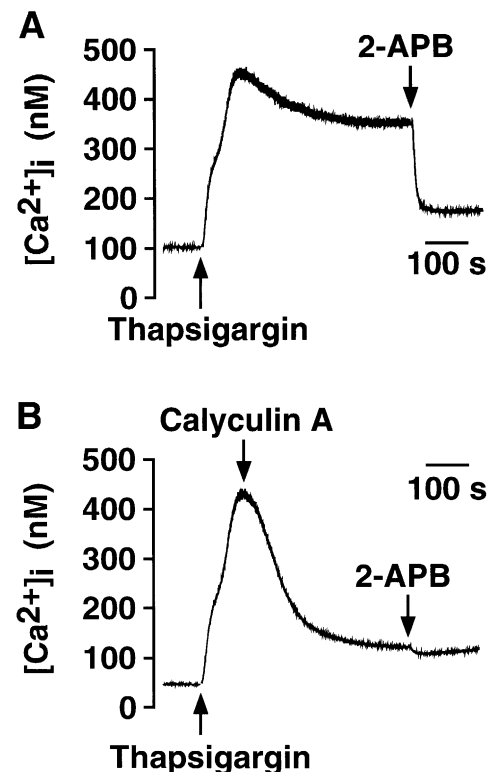 A
2-APB
500
400
300
200
100
0
[Ca2+]i (nM)
100 s
Thapsigargin
B
Calyculin A
500
400
300
200
100
0
[Ca2+]i (nM)
100 s
2-APB
Thapsigargin